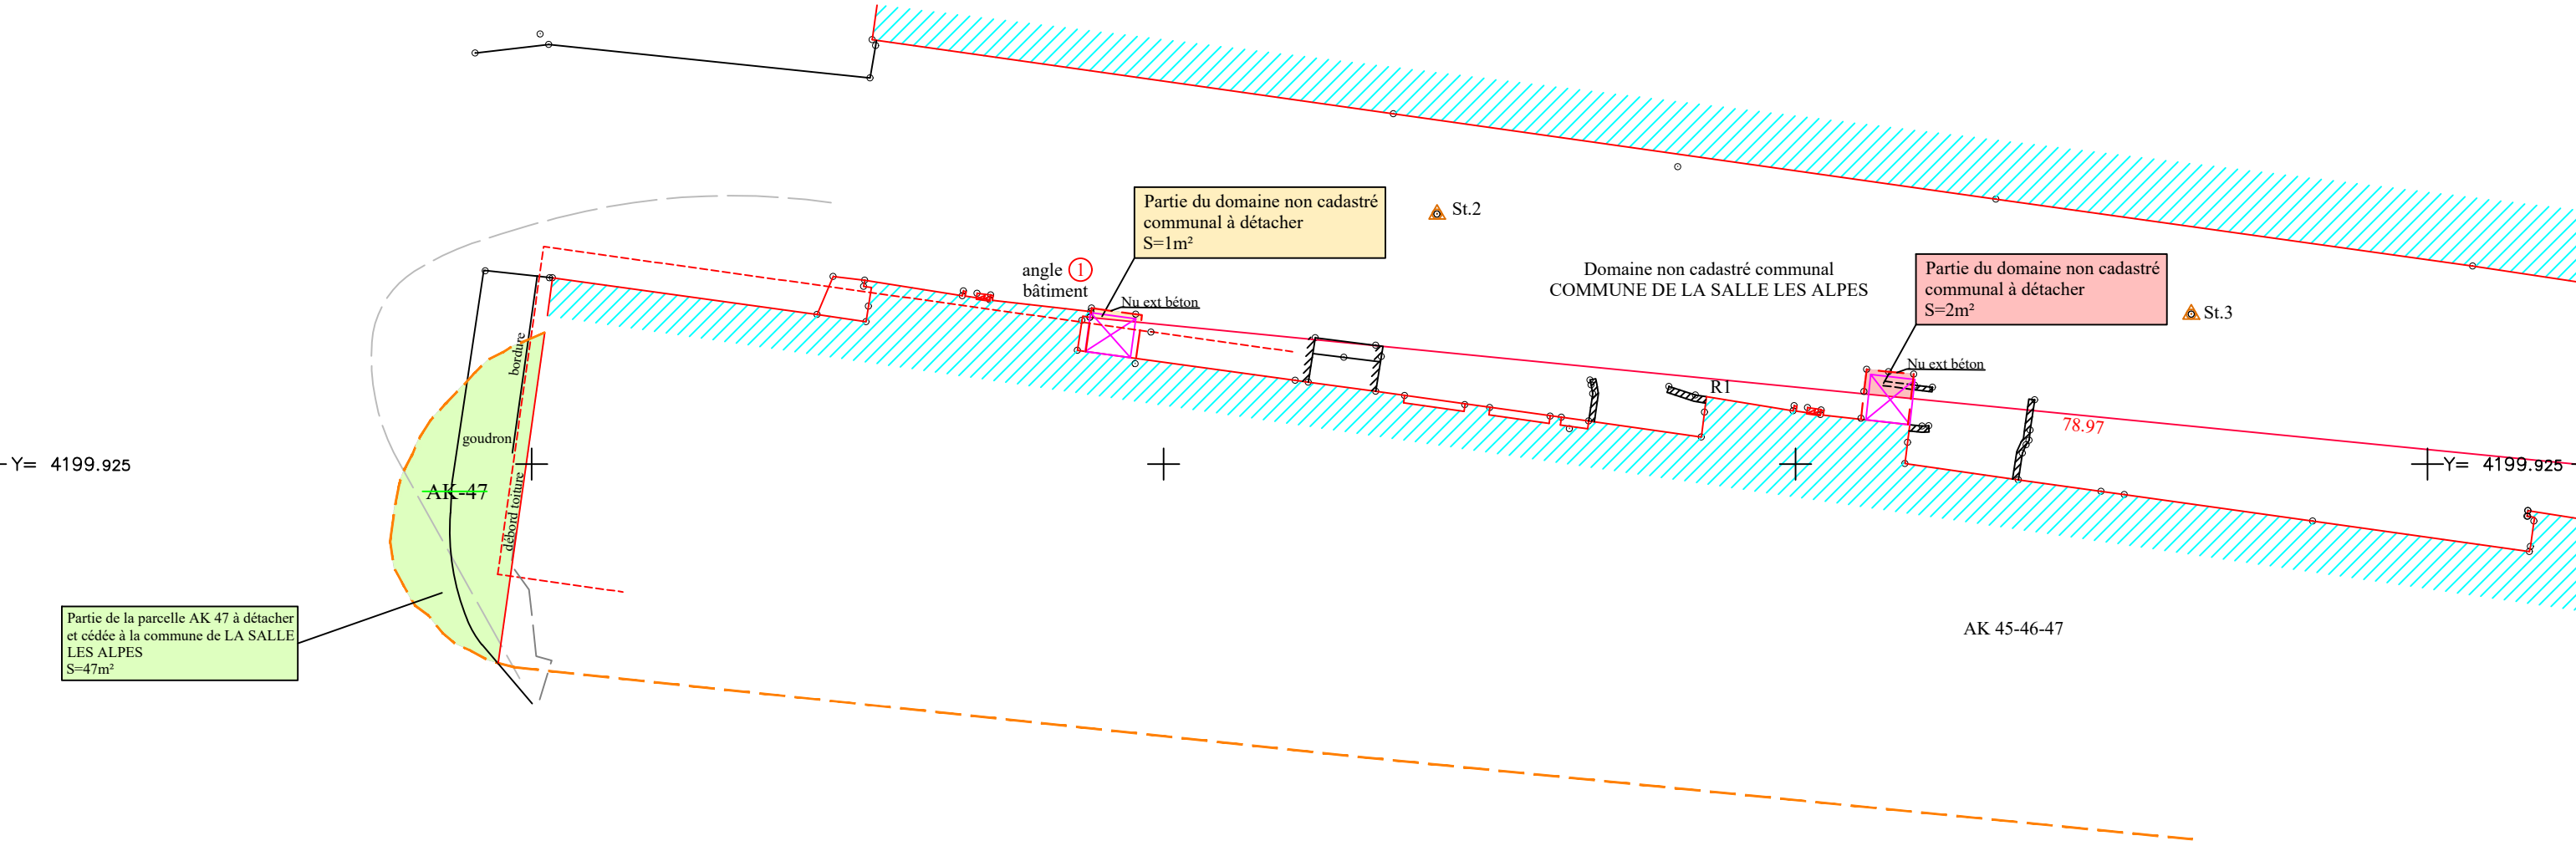 Partie du domaine non cadastré
communal à détacher
S=1m²
St.2
angle 1
bâtiment
Nu ext béton
Domaine non cadastré communal
COMMUNE DE LA SALLE LES ALPES
Partie du domaine non cadastré
communal à détacher
S=2m²
St.3
Nu ext béton
R1
78.97
bordure
goudron
Y= 4199.925
Y= 4199.925
AK-47
débord toiture
Partie de la parcelle AK 47 à détacher
et cédée à la commune de LA SALLE
LES ALPES
S=47m²
AK 45-46-47